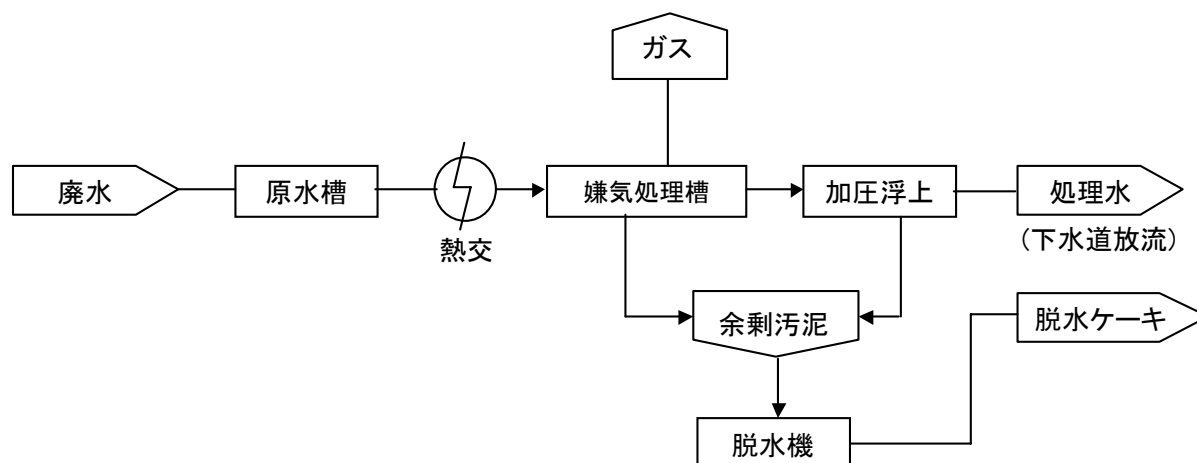 ガス
廃水
原水槽
熱交
嫌気処理槽
加圧浮上
処理水
(下水道放流)
余剰汚泥
脱水ケーキ
脱水機